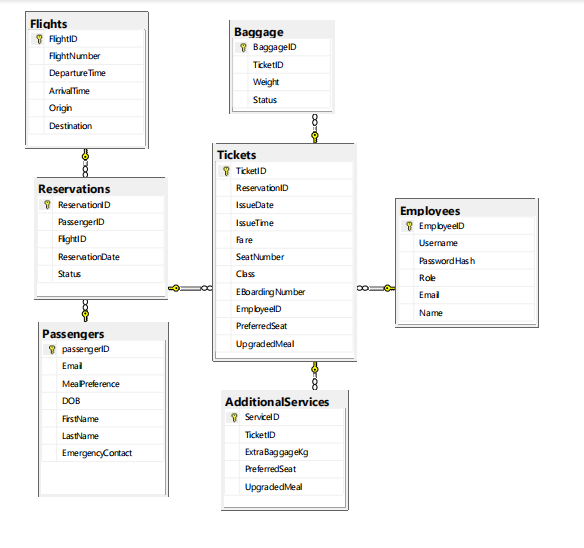 Flights
FlightID
FlightNumber
DepartureTime
ArrivalTime
Origin
Destination
Baggage
BaggageID
TicketID
Weight
Status
Reservations
ReservationID
PassengerID
FlightID
ReservationDate
Status
Tickets
TicketID
ReservationID
IssueDate
IssueTime
Fare
SeatNumber
Class
EBoardingNumber
EmployeeID
PreferredSeat
UpgradedMeal
Employees
EmployeeID
Username
PasswordHash
Role
Email
Name
Passengers
passengerID
Email
MealPreference
DOB
FirstName
LastName
EmergencyContact
AdditionalServices
ServiceID
TicketID
ExtraBaggageKg
PreferredSeat
UpgradedMeal